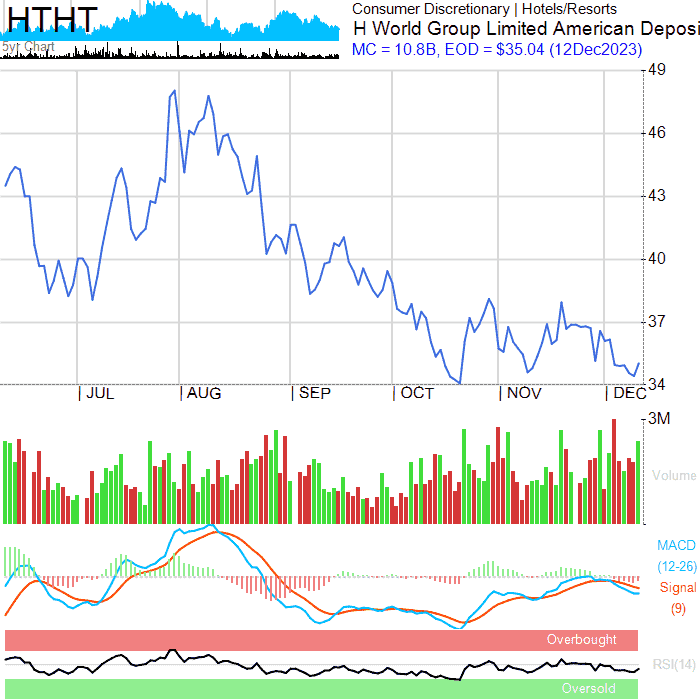 HTHT
5yr Chart
Consumer Discretionary | Hotels/Resorts
H World Group Limited American Deposi
MC = 10.8B, EOD = $35.04 (12Dec2023)
49
46
43
40
37
34
| JUL | AUG | SEP | OCT | NOV | DEC
3M
Volume
MACD
(12-26)
Signal
(9)
Overbought
RSI(14)
Oversold